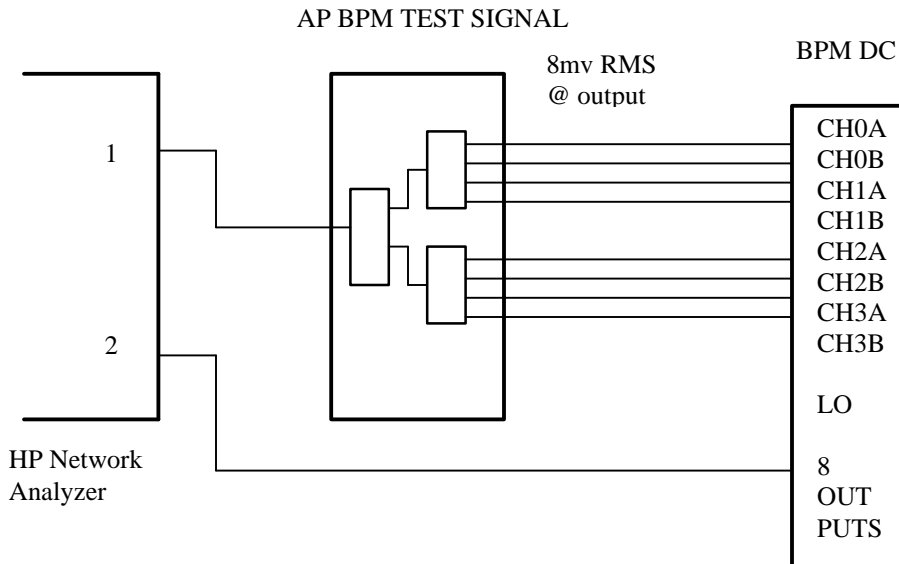 AP BPM TEST SIGNAL
8mv RMS
@ output
BPM DC
1
2
HP Network
Analyzer
CH0A
CH0B
CH1A
CH1B
CH2A
CH2B
CH3A
CH3B
LO
8
OUT
PUTS